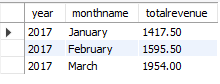 year monthname totalrevenue
2017 January 1417.50
2017 February 1595.50
2017 March 1954.00